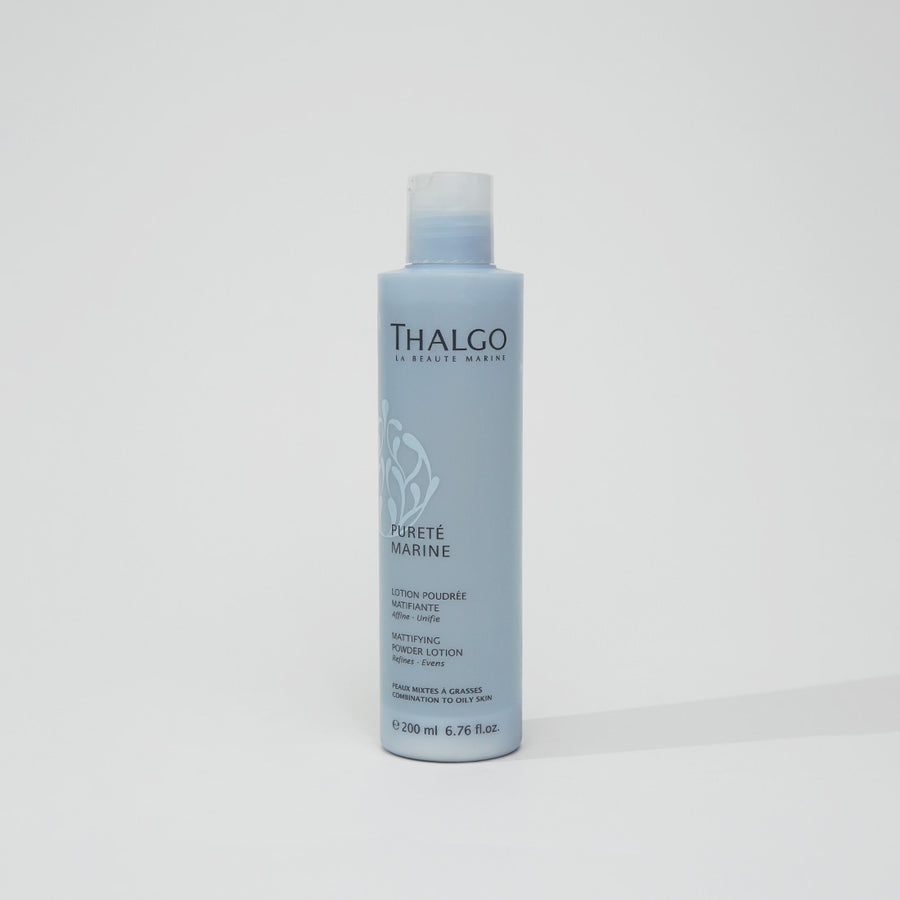 THALGO
LA BEAUTE MARINE
PURETÉ
MARINE
LOTION POUDRÉE
MATIFIANTE
Affine - Unifie
MATTIFYING
POWDER LOTION
Refines - Evens
PEAUX MIXTES À GRASSES
COMBINATION TO OILY SKIN
℮ 200 ml 6.76 fl.oz.